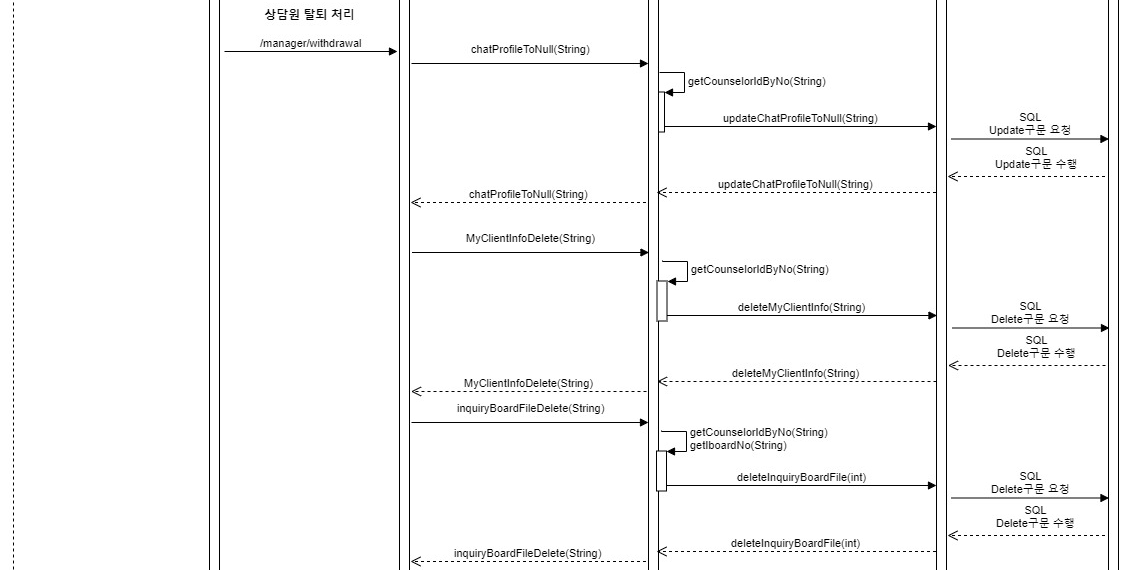 상담원 탈퇴 처리
/manager/withdrawal
chatProfileToNull(String)
getCounselorIdByNo(String)
updateChatProfileToNull(String)
SQL
Update구문 요청
SQL
Update구문 수행
updateChatProfileToNull(String)
chatProfileToNull(String)
MyClientInfoDelete(String)
getCounselorIdByNo(String)
deleteMyClientInfo(String)
SQL
Delete구문 요청
SQL
Delete구문 수행
deleteMyClientInfo(String)
MyClientInfoDelete(String)
inquiryBoardFileDelete(String)
getCounselorIdByNo(String)
getIboardNo(String)
deleteInquiryBoardFile(int)
SQL
Delete구문 요청
SQL
Delete구문 수행
deleteInquiryBoardFile(int)
inquiryBoardFileDelete(String)